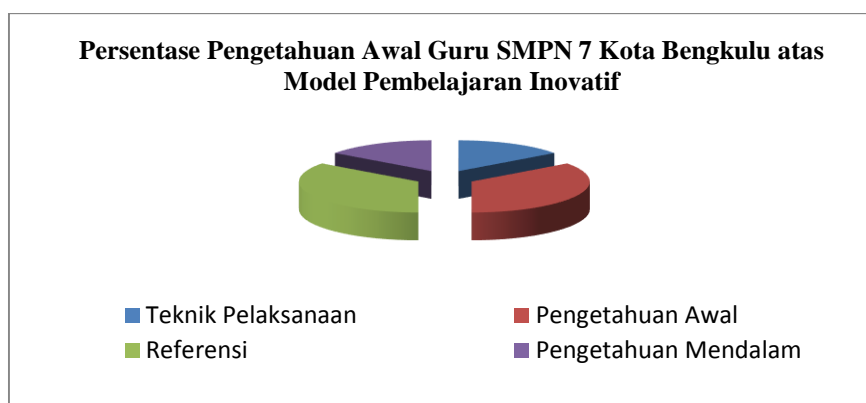 Persentase Pengetahuan Awal Guru SMPN 7 Kota Bengkulu atas
Model Pembelajaran Inovatif
Teknik Pelaksanaan
Pengetahuan Awal
Referensi
Pengetahuan Mendalam